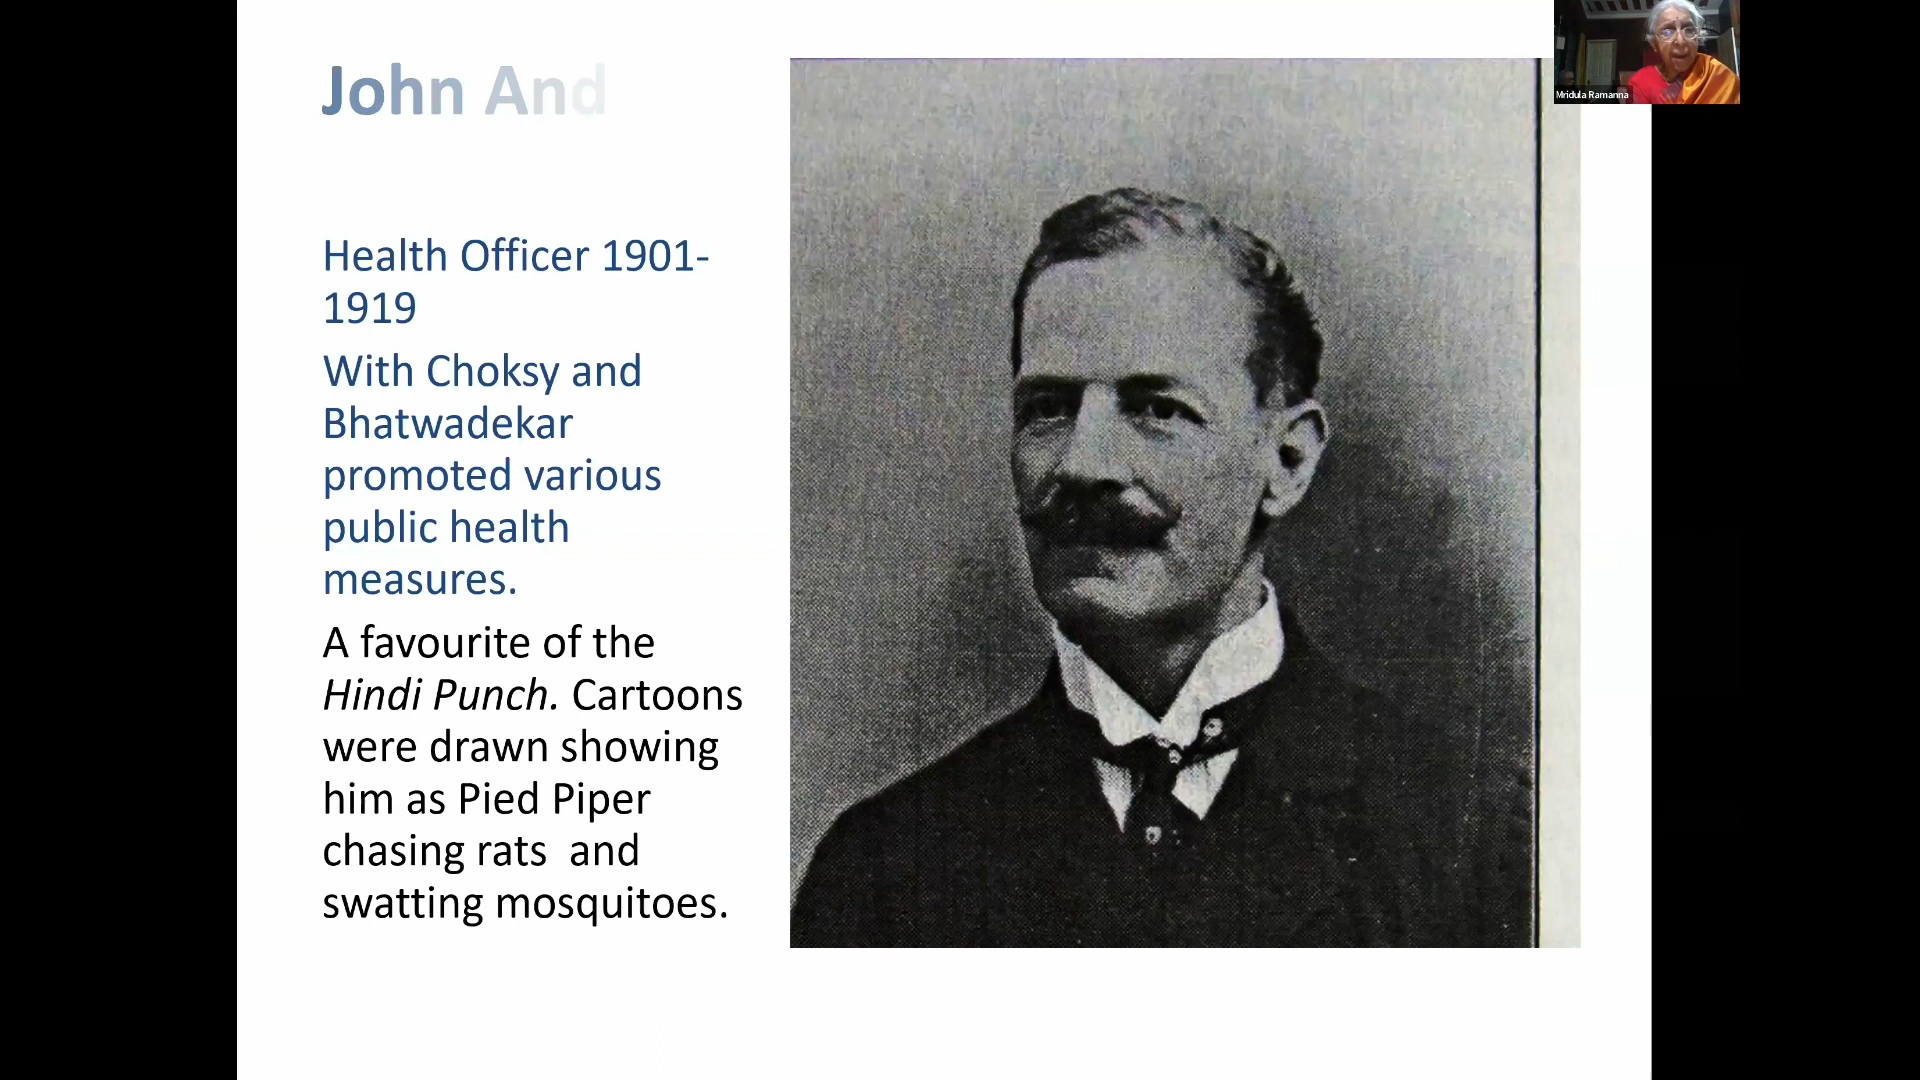 John And
Mridula Ramanna
Health Officer 1901-
1919
With Choksy and
Bhatwadekar
promoted various
public health
measures.
A favourite of the
Hindi Punch. Cartoons
were drawn showing
him as Pied Piper
chasing rats  and
swatting mosquitoes.